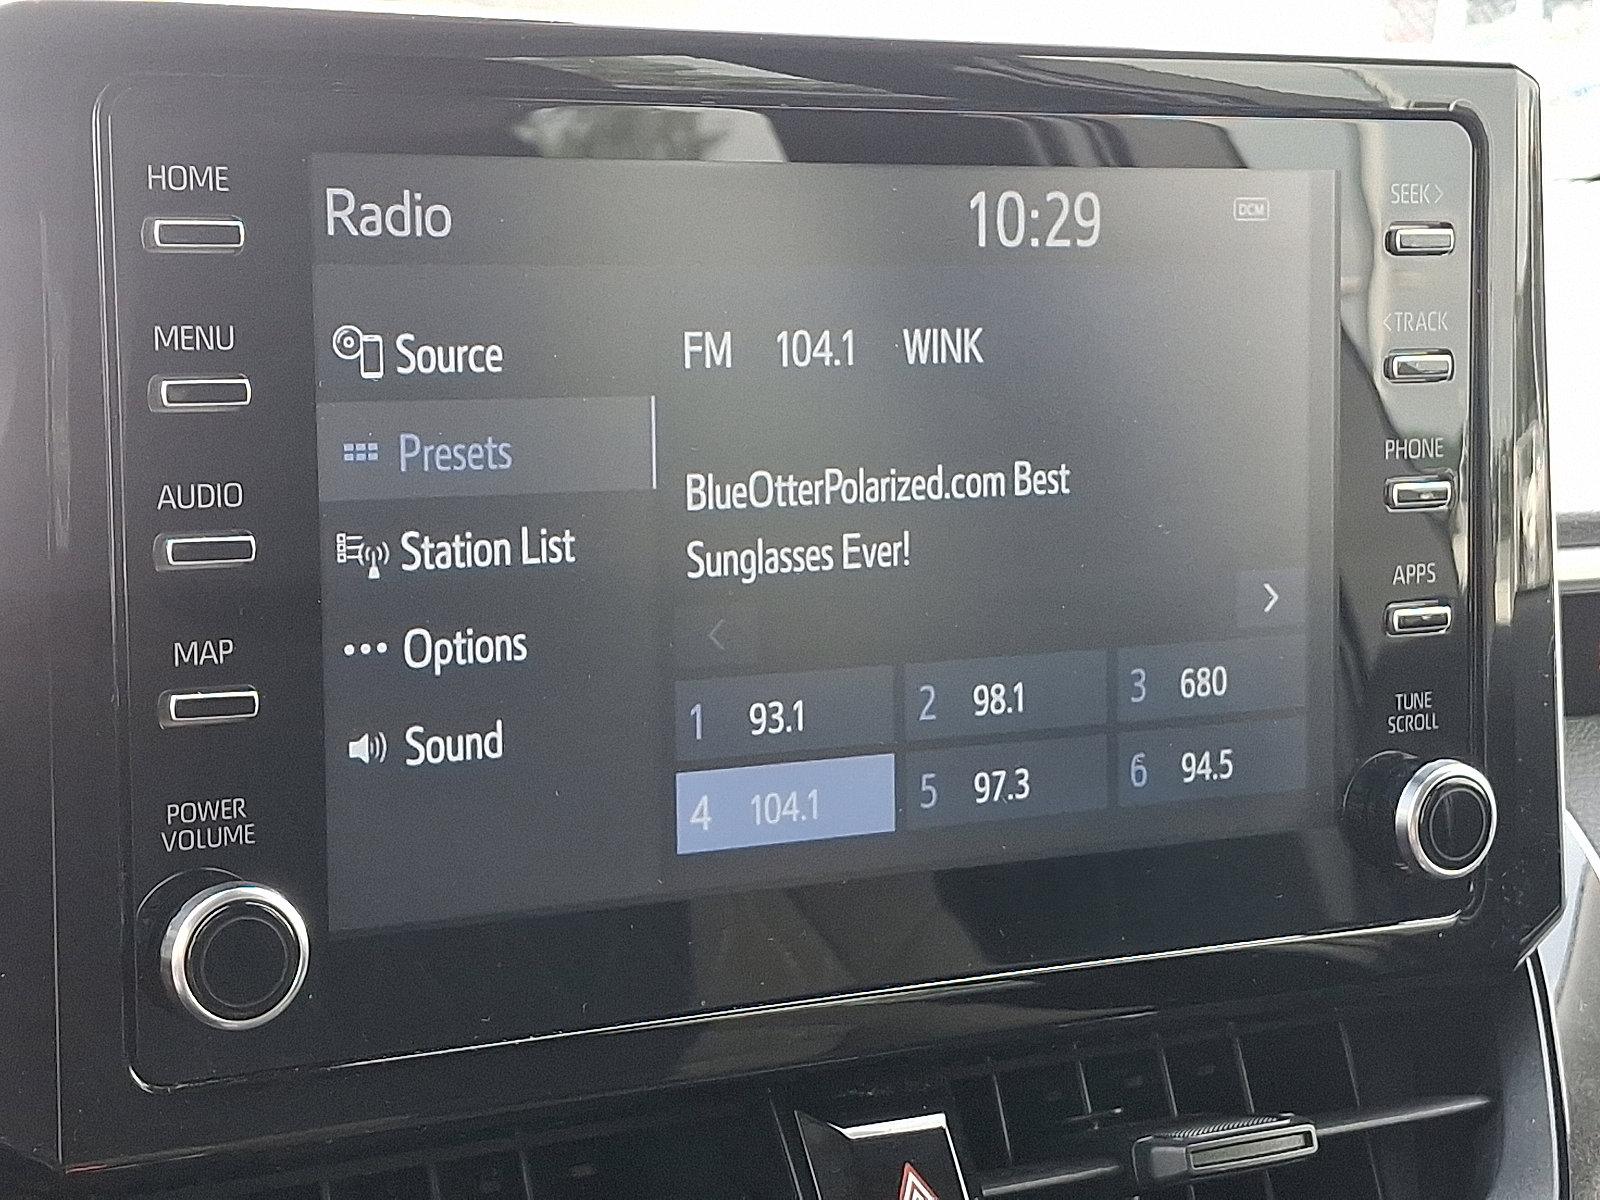 HOME
MENU
AUDIO
MAP
POWER
VOLUME
Radio
10:29
DCM
Source
Presets
Station List
Options
Sound
FM 104.1 WINK
BlueOtterPolarized.com Best
Sunglasses Ever!
<
>
1 93.1
2 98.1
3 680
4 104.1
5 97.3
6 94.5
SEEK>
<TRACK
PHONE
APPS
TUNE
SCROLL